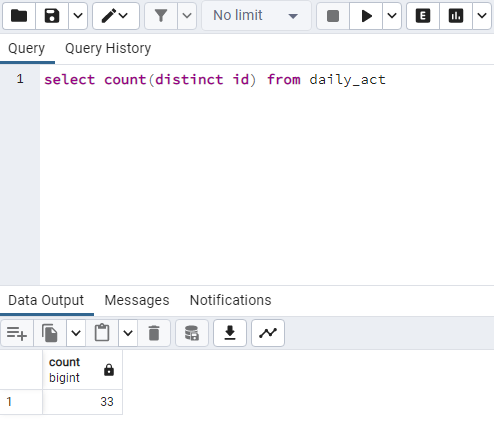 No limit
E
Query Query History
1 select count(distinct id) from daily_act
Data Output Messages Notifications
count
bigint
1 33